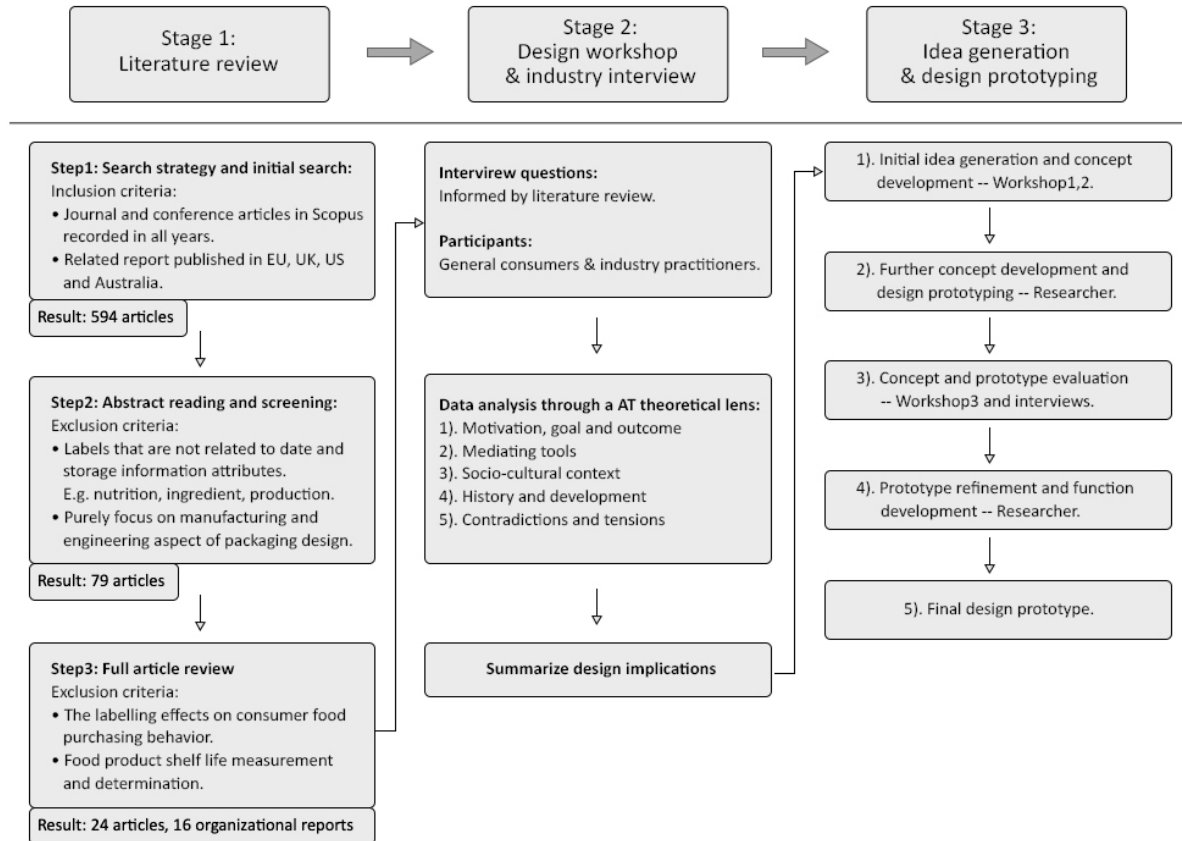 Stage 1:
Literature review
Stage 2:
Design workshop
& industry interview
Stage 3:
Idea generation
& design prototyping
Step1: Search strategy and initial search:
Inclusion criteria:
• Journal and conference articles in Scopus
recorded in all years.
• Related report published in EU, UK, US
and Australia.
Result: 594 articles
Step2: Abstract reading and screening:
Exclusion criteria:
• Labels that are not related to date and
storage information attributes.
E.g. nutrition, ingredient, production.
• Purely focus on manufacturing and
engineering aspect of packaging design.
Result: 79 articles
Step3: Full article review
Exclusion criteria:
• The labelling effects on consumer food
purchasing behavior.
• Food product shelf life measurement
and determination.
Result: 24 articles, 16 organizational reports
Intervirew questions:
Informed by literature review.
Participants:
General consumers & industry practitioners.
Data analysis through a AT theoretical lens:
1). Motivation, goal and outcome
2). Mediating tools
3). Socio-cultural context
4). History and development
5). Contradictions and tensions
Summarize design implications
1). Initial idea generation and concept
development -- Workshop1,2.
2). Further concept development and
design prototyping -- Researcher.
3). Concept and prototype evaluation
-- Workshop3 and interviews.
4). Prototype refinement and function
development -- Researcher.
5). Final design prototype.